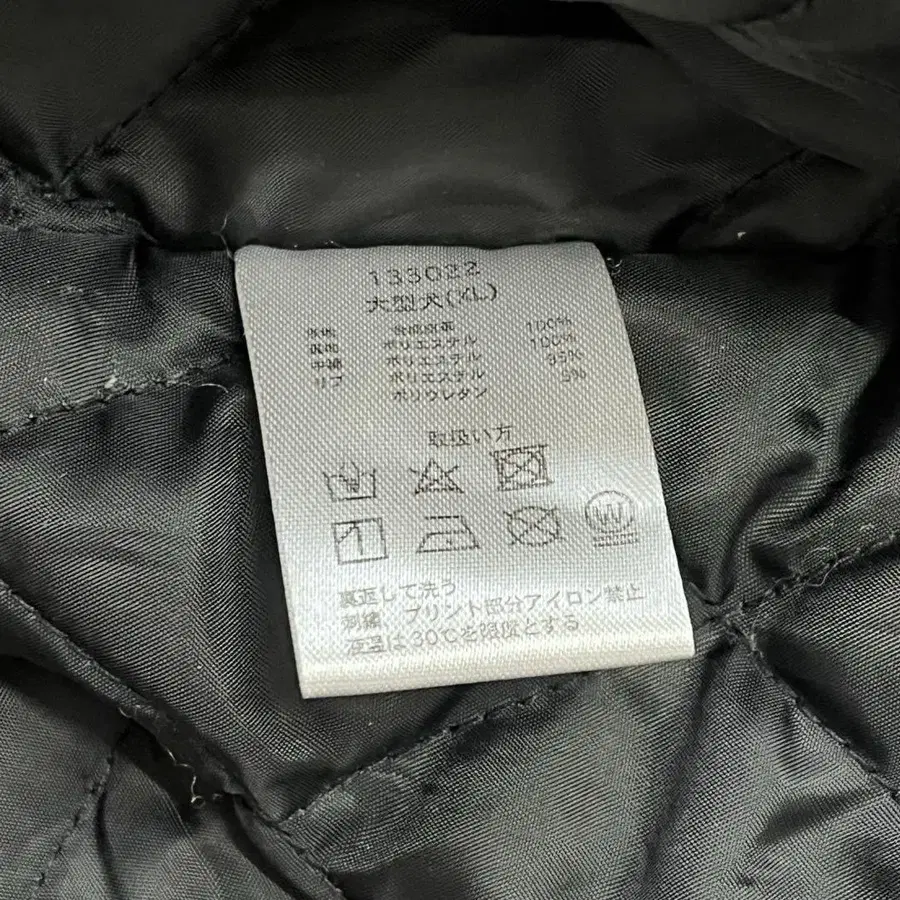 133022
大型犬(XL)
表地 合成皮革 100%
裏地 ポリエステル 100%
中綿 ポリエステル 95%
リブ ポリエステル 5%
ポリウレタン
取扱い方
裏返して洗う
刺繍 プリント部分アイロン禁止
液温は30℃を限度とする